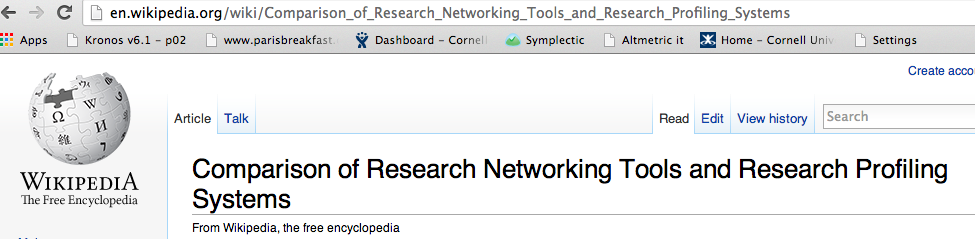 en.wikipedia.org/wiki/Comparison_of_Research_Networking_Tools_and_Research_Profiling_Systems
Apps Kronos v6.1 - p02 www.parisbreakfast. Dashboard - Cornell Symplectic Altmetric it Home - Cornell Univ Settings
Create acco
Article Talk Read Edit View history Search
WIKIPEDIA
The Free Encyclopedia
Comparison of Research Networking Tools and Research Profiling
Systems
From Wikipedia, the free encyclopedia